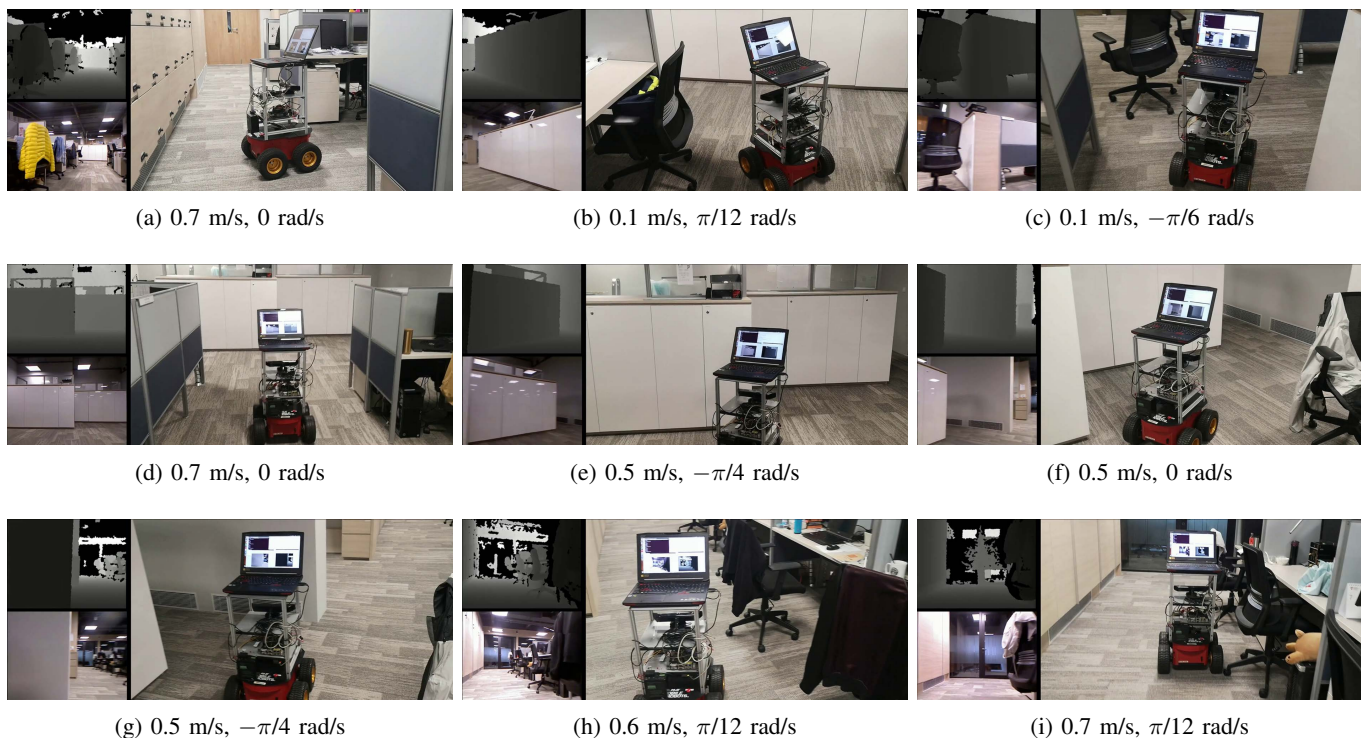 (a) 0.7 m/s, 0 rad/s
(b) 0.1 m/s, π/12 rad/s
(c) 0.1 m/s, −π/6 rad/s
(d) 0.7 m/s, 0 rad/s
(e) 0.5 m/s, −π/4 rad/s
(f) 0.5 m/s, 0 rad/s
(g) 0.5 m/s, −π/4 rad/s
(h) 0.6 m/s, π/12 rad/s
(i) 0.7 m/s, π/12 rad/s